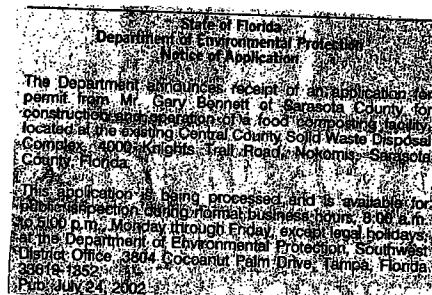 State of Florida
Department of Environmental Protection
Notice of Application
The Department announces receipt of an application for
permit from Mr. Gary Bennett of Sarasota County for
construction and operation of a food composting facility
located at the existing Central County Solid Waste Disposal
Complex, 4000 Knights Trail Road, Nokomis, Sarasota
County, Florida.
This application is being processed and is available for
public inspection during normal business hours, 8:00 a.m.
to 5:00 p.m., Monday through Friday, except legal holidays,
at the Department of Environmental Protection, Southwest
District Office, 3804 Cocoanut Palm Drive, Tampa, Florida
33619-1352.
Pub. July 24, 2002